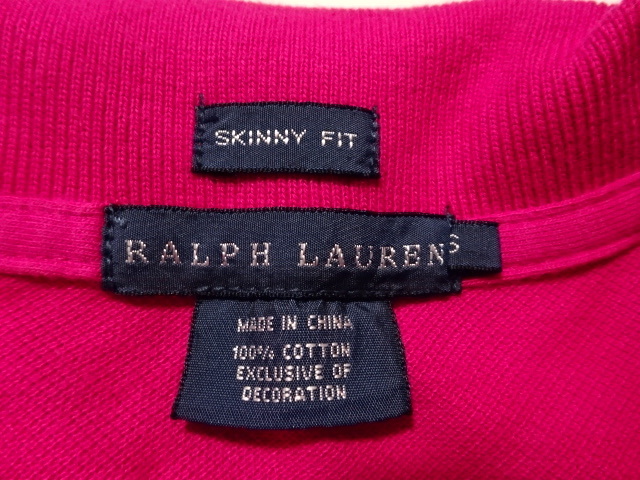 SKINNY FIT
RALPH LAUREN
S
MADE IN CHINA
100% COTTON
EXCLUSIVE OF
DECORATION